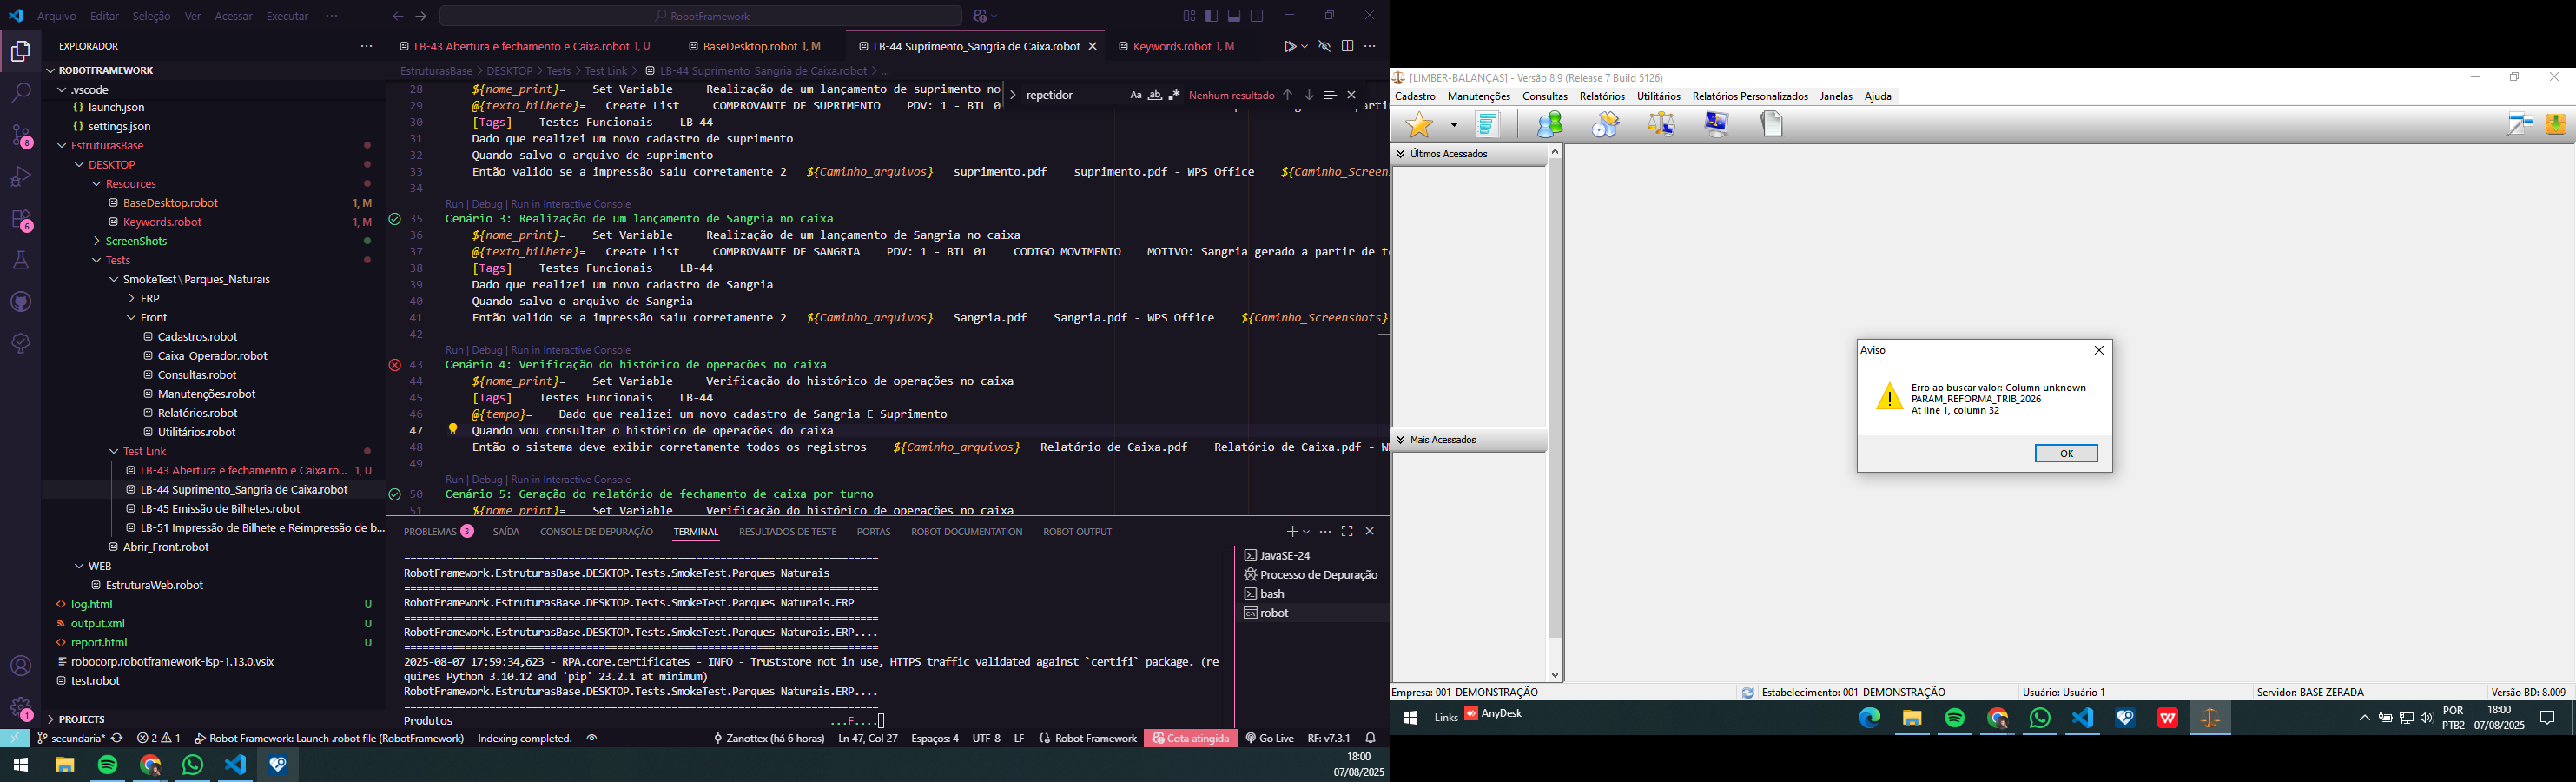 Arquivo Editar Seleção Ver Acessar Executar ···
RobotFramework
EXPLORADOR
ROBOTFRAMEWORK
.vscode
launch.json
settings.json
EstruturasBase
DESKTOP
Resources
BaseDesktop.robot 1, M
Keywords.robot 1, M
ScreenShots
Tests
SmokeTest\Parques_Naturais
ERP
Front
Cadastros.robot
Caixa_Operador.robot
Consultas.robot
Manutenções.robot
Relatórios.robot
Utilitários.robot
Test Link
LB-43 Abertura e fechamento e Caixa.ro... 1, U
LB-44 Suprimento_Sangria de Caixa.robot
LB-45 Emissão de Bilhetes.robot
LB-51 Impressão de Bilhete e Reimpressão de b...
Abrir_Front.robot
WEB
EstruturaWeb.robot
log.html U
output.xml U
report.html U
robocorp.robotframework-lsp-1.13.0.vsix
test.robot
PROJECTS
8
6
1
LB-43 Abertura e fechamento e Caixa.robot 1, U
BaseDesktop.robot 1, M
LB-44 Suprimento_Sangria de Caixa.robot
Keywords.robot 1, M
EstruturasBase > DESKTOP > Tests > Test Link > LB-44 Suprimento_Sangria de Caixa.robot > ...
repetidor Aa ab .* Nenhum resultado
28 ${nome_print}= Set Variable Realização de um lançamento de suprimento no
29 @{texto_bilhete}= Create List COMPROVANTE DE SUPRIMENTO PDV: 1 - BIL 01
30 [Tags] Testes Funcionais LB-44
31 Dado que realizei um novo cadastro de suprimento
32 Quando salvo o arquivo de suprimento
33 Então valido se a impressão saiu corretamente 2 ${Caminho_arquivos} suprimento.pdf suprimento.pdf - WPS Office ${Caminho_Screens
34
Run | Debug | Run in Interactive Console
35 Cenário 3: Realização de um lançamento de Sangria no caixa
36 ${nome_print}= Set Variable Realização de um lançamento de Sangria no caixa
37 @{texto_bilhete}= Create List COMPROVANTE DE SANGRIA PDV: 1 - BIL 01 CODIGO MOVIMENTO MOTIVO: Sangria gerado a partir de te
38 [Tags] Testes Funcionais LB-44
39 Dado que realizei um novo cadastro de Sangria
40 Quando salvo o arquivo de Sangria
41 Então valido se a impressão saiu corretamente 2 ${Caminho_arquivos} Sangria.pdf Sangria.pdf - WPS Office ${Caminho_Screenshots}
42
Run | Debug | Run in Interactive Console
43 Cenário 4: Verificação do histórico de operações no caixa
44 ${nome_print}= Set Variable Verificação do histórico de operações no caixa
45 [Tags] Testes Funcionais LB-44
46 @{tempo}= Dado que realizei um novo cadastro de Sangria E Suprimento
47 Quando vou consultar o histórico de operações do caixa
48 Então o sistema deve exibir corretamente todos os registros ${Caminho_arquivos} Relatório de Caixa.pdf Relatório de Caixa.pdf - W
49
Run | Debug | Run in Interactive Console
50 Cenário 5: Geração do relatório de fechamento de caixa por turno
51 ${nome_print}= Set Variable Verificação do histórico de operações no caixa
PROBLEMAS 3 SAÍDA CONSOLE DE DEPURAÇÃO TERMINAL RESULTADOS DE TESTE PORTAS ROBOT DOCUMENTATION ROBOT OUTPUT
==============================================================================
RobotFramework.EstruturasBase.DESKTOP.Tests.SmokeTest.Parques Naturais
==============================================================================
RobotFramework.EstruturasBase.DESKTOP.Tests.SmokeTest.Parques Naturais.ERP
==============================================================================
RobotFramework.EstruturasBase.DESKTOP.Tests.SmokeTest.Parques Naturais.ERP....
==============================================================================
2025-08-07 17:59:34,623 - RPA.core.certificates - INFO - Truststore not in use, HTTPS traffic validated against `certifi` package. (re
quires Python 3.10.12 and 'pip' 23.2.1 at minimum)
RobotFramework.EstruturasBase.DESKTOP.Tests.SmokeTest.Parques Naturais.ERP....
==============================================================================
Produtos ...F....
JavaSE-24
Processo de Depuração
bash
robot
secundaria* 2 1 Robot Framework: Launch .robot file (RobotFramework) Indexing completed. Zanottex (há 6 horas) Ln 47, Col 27 Espaços: 4 UTF-8 LF Robot Framework Cota atingida Go Live RF: v7.3.1
18:00
07/08/2025
[LIMBER-BALANÇAS] - Versão 8.9 (Release 7 Build 5126)
Cadastro Manutenções Consultas Relatórios Utilitários Relatórios Personalizados Janelas Ajuda
Últimos Acessados
Mais Acessados
Aviso
Erro ao buscar valor: Column unknown
PARAM_REFORMA_TRIB_2026
At line 1, column 32
OK
Empresa: 001-DEMONSTRAÇÃO Estabelecimento: 001-DEMONSTRAÇÃO Usuário: Usuário 1 Servidor: BASE ZERADA Versão BD: 8.009
Links AnyDesk
POR
PTB2
18:00
07/08/2025